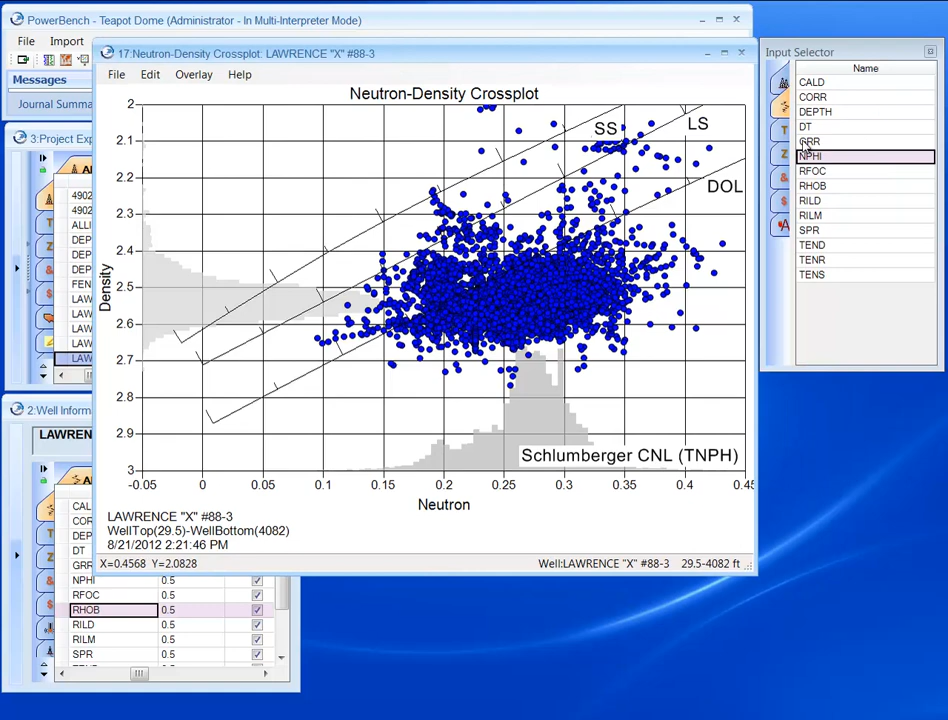 PowerBench - Teapot Dome (Administrator - In Multi-Interpreter Mode)
File Import
Messages
Journal Summa
3:Project Exp
4902
4902
ALLI
DEP
DEP
DEP
FEN
LAW
LAW
LAW
LAW
LAW
2:Well Inform
LAWREN
CAL
COR
DEP
DT
GRR
NPHI 0.5
RFOC 0.5
RHOB 0.5
RILD 0.5
RILM 0.5
SPR 0.5
TEND 0.5
17:Neutron-Density Crossplot: LAWRENCE "X" #88-3
File Edit Overlay Help
Neutron-Density Crossplot
SS
LS
DOL
Density
2
2.1
2.2
2.3
2.4
2.5
2.6
2.7
2.8
2.9
3
Schlumberger CNL (TNPH)
-0.05 0 0.05 0.1 0.15 0.2 0.25 0.3 0.35 0.4 0.45
Neutron
LAWRENCE "X" #88-3
WellTop(29.5)-WellBottom(4082)
8/21/2012 2:21:46 PM
X=0.4568 Y=2.0828 Well:LAWRENCE "X" #88-3 29.5-4082 ft
Input Selector
Name
CALD
CORR
DEPTH
DT
GRR
NPHI
RFOC
RHOB
RILD
RILM
SPR
TEND
TENR
TENS